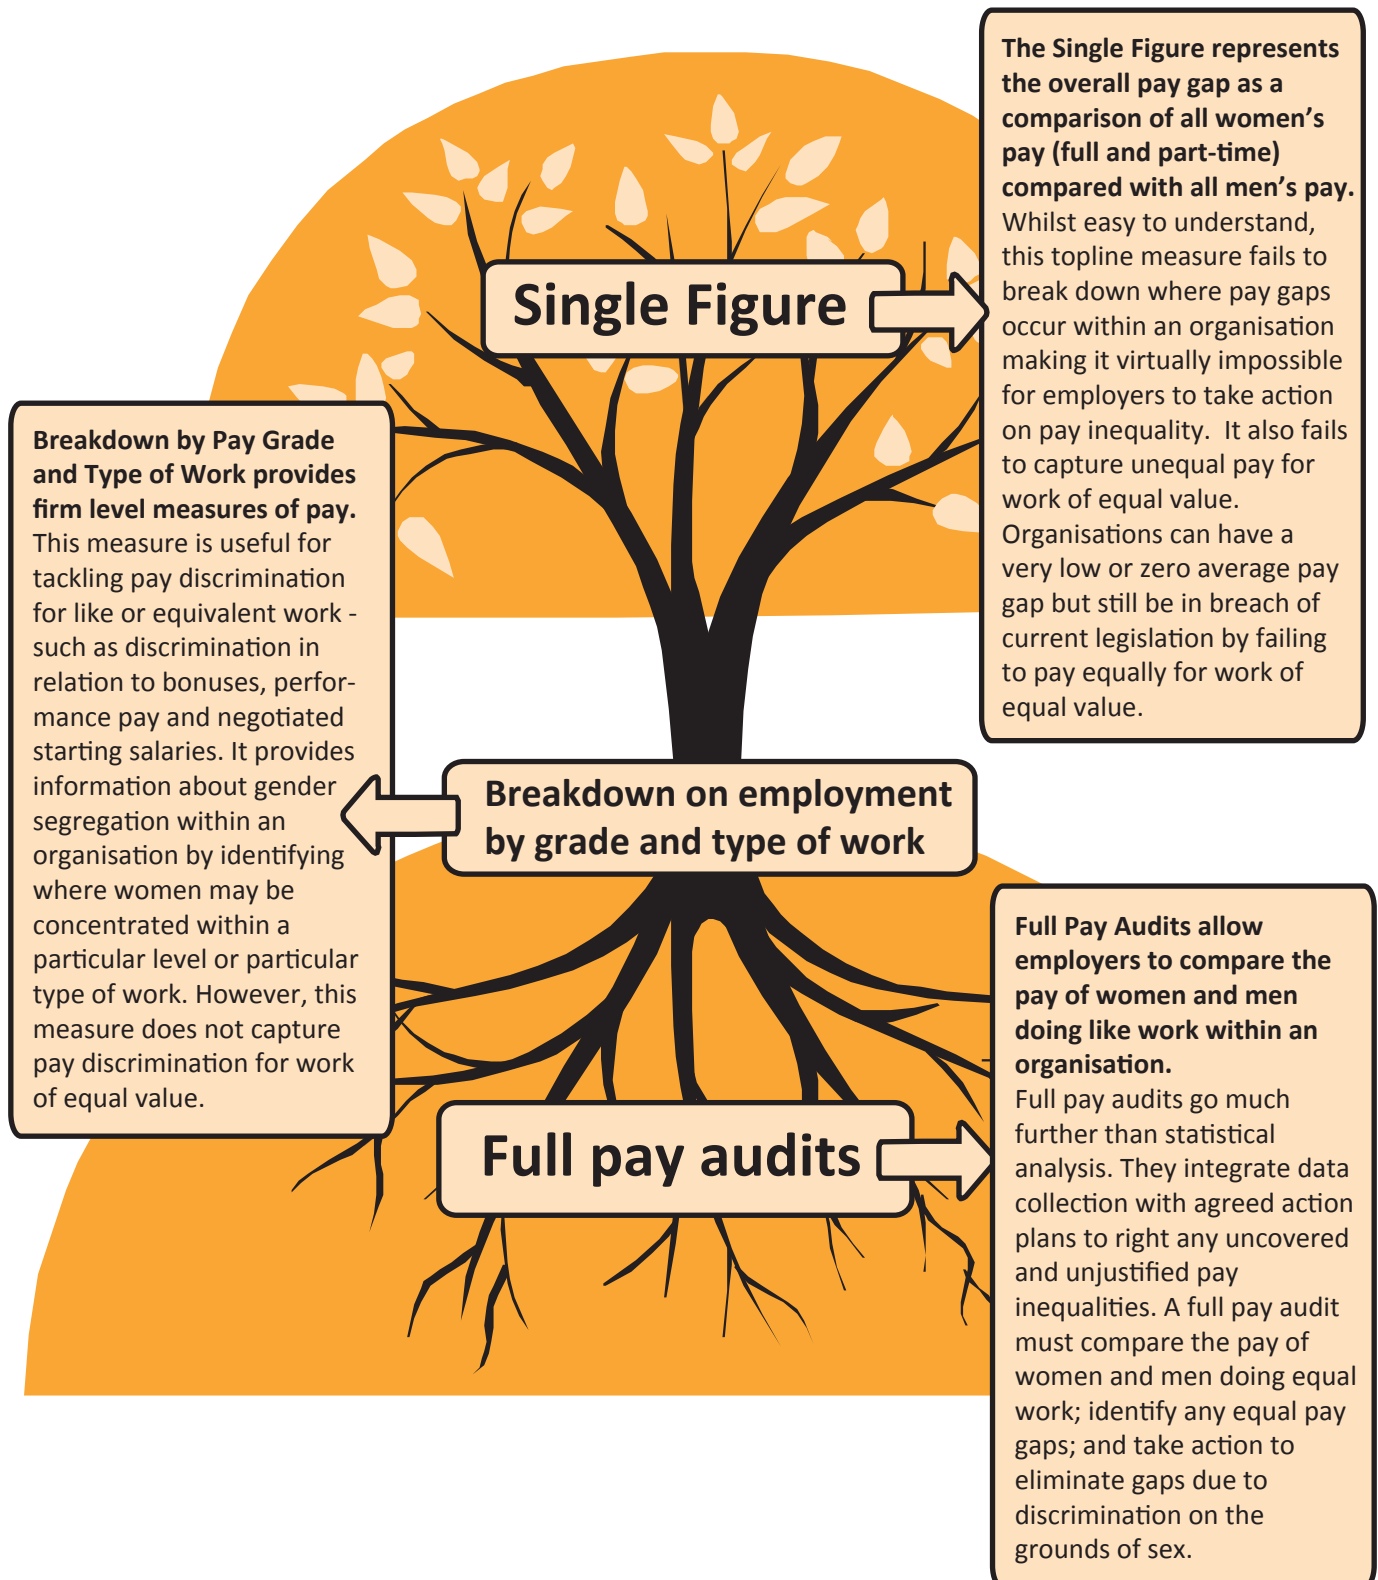 The Single Figure represents
the overall pay gap as a
comparison of all women's
pay (full and part-time)
compared with all men's pay.
Whilst easy to understand,
this topline measure fails to
break down where pay gaps
occur within an organisation
making it virtually impossible
for employers to take action
on pay inequality.  It also fails
to capture unequal pay for
work of equal value.
Organisations can have a
very low or zero average pay
gap but still be in breach of
current legislation by failing
to pay equally for work of
equal value.
Single Figure
Breakdown by Pay Grade
and Type of Work provides
firm level measures of pay.
This measure is useful for
tackling pay discrimination
for like or equivalent work -
such as discrimination in
relation to bonuses, perfor-
mance pay and negotiated
starting salaries. It provides
information about gender
segregation within an
organisation by identifying
where women may be
concentrated within a
particular level or particular
type of work. However, this
measure does not capture
pay discrimination for work
of equal value.
Breakdown on employment
by grade and type of work
Full pay audits
Full Pay Audits allow
employers to compare the
pay of women and men
doing like work within an
organisation.
Full pay audits go much
further than statistical
analysis. They integrate data
collection with agreed action
plans to right any uncovered
and unjustified pay
inequalities. A full pay audit
must compare the pay of
women and men doing equal
work; identify any equal pay
gaps; and take action to
eliminate gaps due to
discrimination on the
grounds of sex.